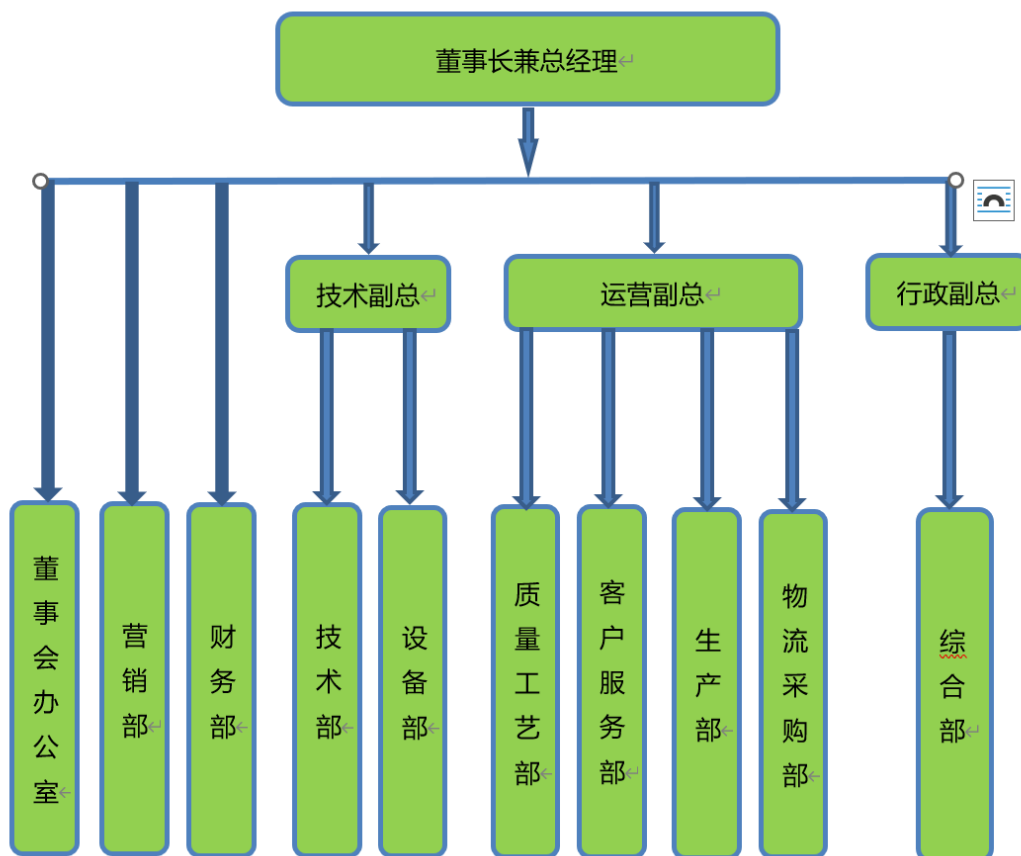 董事长兼总经理
技术副总
运营副总
行政副总
董事会办公室
营销部
财务部
技术部
设备部
质量工艺部
客户服务部
生产部
物流采购部
综合部